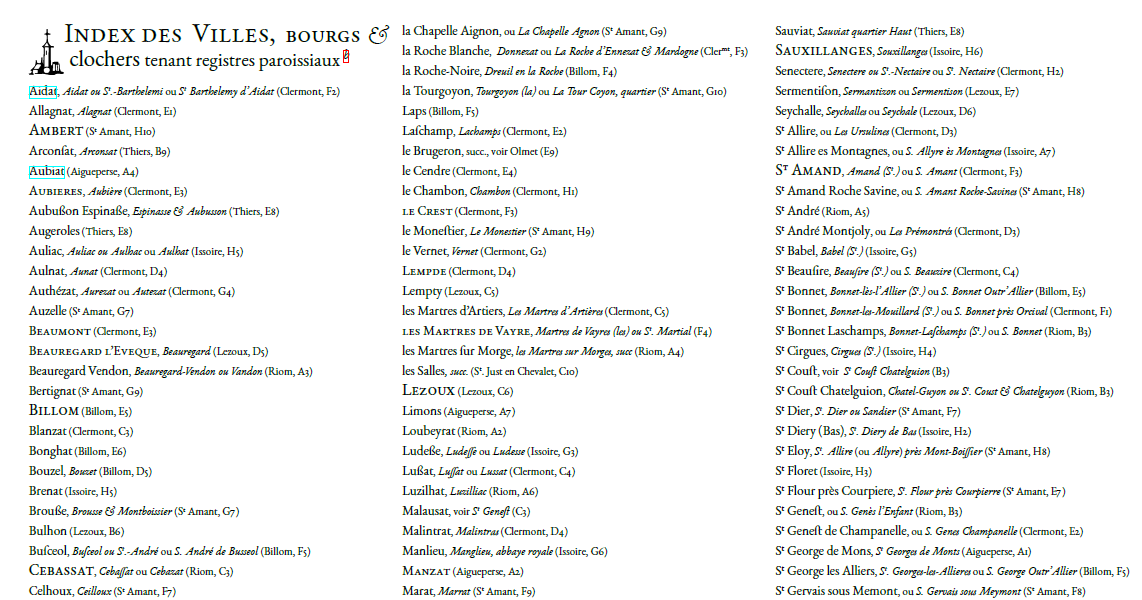 Index des Villes, bourgs &
clochers tenant registres paroissiaux
Aidat, Aidat ou Sᵗ.-Barthelemi ou Sᵗ Barthelemy d'Aidat (Clermont, F2)
Allagnat, Alagnat (Clermont, E1)
Ambert (Sᵗ Amant, H10)
Arconſat, Arconsat (Thiers, B9)
Aubiat (Aigueperse, A4)
Aubieres, Aubière (Clermont, E3)
Aubußon Espinaße, Espinasse & Aubusson (Thiers, E8)
Augeroles (Thiers, E8)
Auliac, Auliac ou Aulhac ou Aulhat (Issoire, H5)
Aulnat, Aunat (Clermont, D4)
Authézat, Aurezat ou Autezat (Clermont, G4)
Auzelle (Sᵗ Amant, G7)
Beaumont (Clermont, E3)
Beauregard l'Eveque, Beauregard (Lezoux, D5)
Beauregard Vendon, Beauregard-Vendon ou Vandon (Riom, A3)
Bertignat (Sᵗ Amant, G9)
Billom (Billom, E5)
Blanzat (Clermont, C3)
Bonghat (Billom, E6)
Bouzel, Bouzet (Billom, D5)
Brenat (Issoire, H5)
Brouße, Brousse & Montboissier (Sᵗ Amant, G7)
Bulhon (Lezoux, B6)
Buſceol, Buſceol ou Sᵗ.-André ou S. André de Busseol (Billom, F5)
Cebassat, Cebaſſat ou Cebazat (Riom, C3)
Celhoux, Ceilloux (Sᵗ Amant, F7)
la Chapelle Aignon, ou La Chapelle Agnon (Sᵗ Amant, G9)
la Roche Blanche, Donnezat ou La Roche d'Ennezat & Mardogne (Clerᵐᵗ, F3)
la Roche-Noire, Dreuil en la Roche (Billom, F4)
la Tourgoyon, Tourgoyon (la) ou La Tour Coyon, quartier (Sᵗ Amant, G10)
Laps (Billom, F5)
Laſchamp, Lachamps (Clermont, E2)
le Brugeron, succ., voir Olmet (E9)
le Cendre (Clermont, E4)
le Chambon, Chambon (Clermont, H1)
le Crest (Clermont, F3)
le Moneſtier, Le Monestier (Sᵗ Amant, H9)
le Vernet, Vernet (Clermont, G2)
Lempde (Clermont, D4)
Lempty (Lezoux, C5)
les Martres d'Artiers, Les Martres d'Artières (Clermont, C5)
les Martres de Vayre, Martres de Vayres (les) ou Sᵗ. Martial (F4)
les Martres ſur Morge, les Martres sur Morges, succ (Riom, A4)
les Salles, succ. (Sᵗ. Just en Chevalet, C10)
Lezoux (Lezoux, C6)
Limons (Aigueperse, A7)
Loubeyrat (Riom, A2)
Ludeße, Ludeſſe ou Ludesse (Issoire, G3)
Lußat, Luſſat ou Lussat (Clermont, C4)
Luzilhat, Luxilliac (Riom, A6)
Malausat, voir Sᵗ Geneſt (C3)
Malintrat, Malintras (Clermont, D4)
Manlieu, Manglieu, abbaye royale (Issoire, G6)
Manzat (Aigueperse, A2)
Marat, Marrat (Sᵗ Amant, F9)
Sauviat, Sauviat quartier Haut (Thiers, E8)
Sauxillanges, Souxillanges (Issoire, H6)
Senectere, Senectere ou Sᵗ.-Nectaire ou S. Nectaire (Clermont, H2)
Sermentiſon, Sermantizon ou Sermentison (Lezoux, E7)
Seychalle, Seychalles ou Seychale (Lezoux, D6)
Sᵗ Allire, ou Les Ursulines (Clermont, D3)
Sᵗ Allire es Montagnes, ou S. Allyre ès Montagnes (Issoire, A7)
Sᵀ Amand, Amand (Sᵗ.) ou S. Amant (Clermont, F3)
Sᵗ Amand Roche Savine, ou S. Amant Roche-Savines (Sᵗ Amant, H8)
Sᵗ André (Riom, A5)
Sᵗ André Montjoly, ou Les Prémontrés (Clermont, D3)
Sᵗ Babel, Babel (Sᵗ.) (Issoire, G5)
Sᵗ Beauſire, Beauſire (Sᵗ.) ou S. Beauzire (Clermont, C4)
Sᵗ Bonnet, Bonnet-lès-l'Allier (Sᵗ.) ou S. Bonnet Outr'Allier (Billom, E5)
Sᵗ Bonnet, Bonnet-les-Mouillard (Sᵗ.) ou S. Bonnet près Orcival (Clermont, F1)
Sᵗ Bonnet Laschamps, Bonnet-Laſchamps (Sᵗ.) ou S. Bonnet (Riom, B3)
Sᵗ Cirgues, Cirgues (Sᵗ.) (Issoire, H4)
Sᵗ Couſt, voir Sᵗ Couſt Chatelguion (B3)
Sᵗ Couſt Chatelguion, Chatel-Guyon ou Sᵗ. Coust & Chatelguyon (Riom, B3)
Sᵗ Dier, Sᵗ. Dier ou Sandier (Sᵗ Amant, F7)
Sᵗ Diery (Bas), Sᵗ. Diery de Bas (Issoire, H2)
Sᵗ Eloy, Sᵗ. Allire (ou Allyre) près Mont-Boiſſier (Sᵗ Amant, H8)
Sᵗ Floret (Issoire, H3)
Sᵗ Flour près Courpiere, Sᵗ. Flour près Courpierre (Sᵗ Amant, E7)
Sᵗ Geneſt, ou S. Genès l'Enfant (Riom, B3)
Sᵗ Geneſt de Champanelle, ou S. Genes Champanelle (Clermont, E2)
Sᵗ George de Mons, Sᵗ Georges de Monts (Aigueperse, A1)
Sᵗ George les Alliers, Sᵗ. Georges-les-Allieres ou S. George Outr'Allier (Billom, F5)
Sᵗ Gervais sous Memont, ou S. Gervais sous Meymont (Sᵗ Amant, F8)